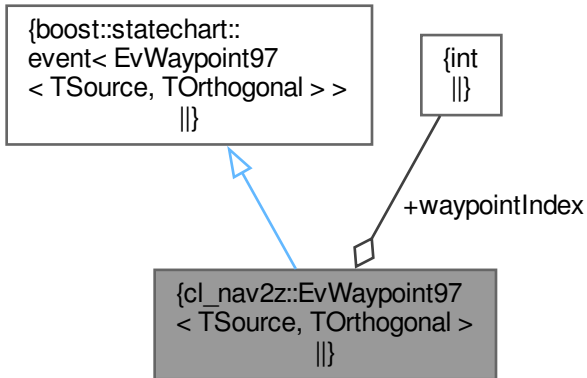 {boost::statechart::
event< EvWaypoint97
< TSource, TOrthogonal > >
||}
{int
||}
+waypointIndex
{cl_nav2z::EvWaypoint97
< TSource, TOrthogonal >
||}